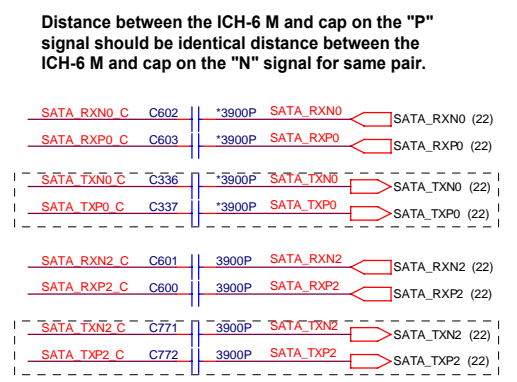 Distance between the ICH-6 M and cap on the "P"
signal should be identical distance between the
ICH-6 M and cap on the "N" signal for same pair.
SATA_RXN0_C C602 *3900P SATA_RXN0 SATA_RXN0 (22)
SATA_RXP0_C C603 *3900P SATA_RXP0 SATA_RXP0 (22)
SATA_TXN0_C C336 *3900P SATA_TXN0 SATA_TXN0 (22)
SATA_TXP0_C C337 *3900P SATA_TXP0 SATA_TXP0 (22)
SATA_RXN2_C C601 3900P SATA_RXN2 SATA_RXN2 (22)
SATA_RXP2_C C600 3900P SATA_RXP2 SATA_RXP2 (22)
SATA_TXN2_C C771 3900P SATA_TXN2 SATA_TXN2 (22)
SATA_TXP2_C C772 3900P SATA_TXP2 SATA_TXP2 (22)